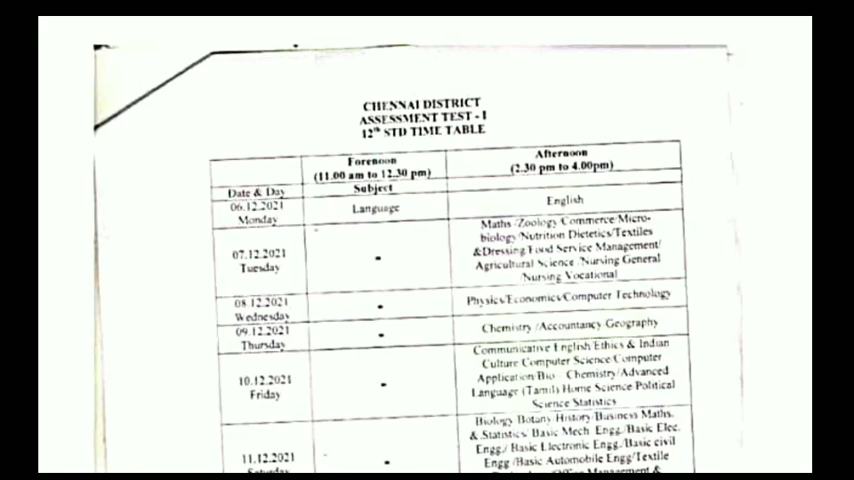 CHENNAI DISTRICT
ASSESSMENT TEST - I
12th STD TIME TABLE
Forenoon
(11.00 am to 12.30 pm)
Afternoon
(2.30 pm to 4.00pm)
Date & Day
Subject
06.12.2021
Monday
Language
English
07.12.2021
Tuesday
-
Maths /Zoology/Commerce/Micro-
biology/Nutrition Dietetics/Textiles
&Dressing/Food Service Management/
Agricultural Science /Nursing General
/Nursing Vocational
08.12.2021
Wednesday
-
Physics/Economics/Computer Technology
09.12.2021
Thursday
-
Chemistry /Accountancy Geography
10.12.2021
Friday
-
Communicative English/Ethics & Indian
Culture/Computer Science/Computer
Application/Bio - Chemistry/Advanced
Language (Tamil) Home Science/Political
Science Statistics
11.12.2021
Saturday
-
Biology/Botany/History/Business Maths.
& Statistics/ Basic Mech Engg./Basic Elec.
Engg./ Basic Electronic Engg./Basic civil
Engg /Basic Automobile Engg/Textile
Management &